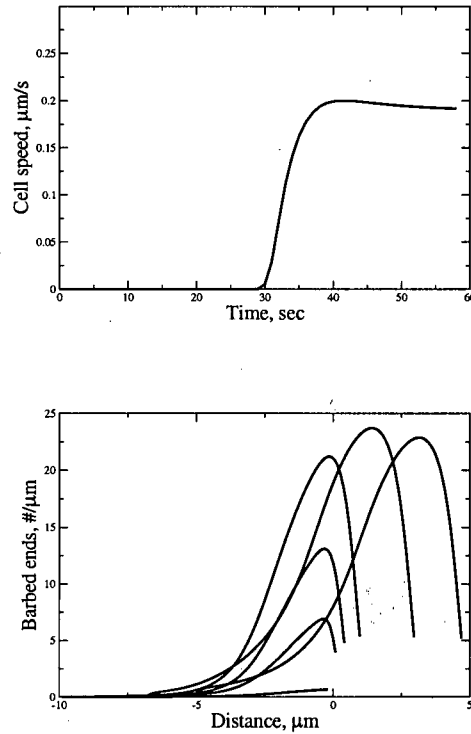 0.25
0.2
0.15
0.1
0.05
0
Cell speed, μm/s
0 10 20 30 40 50 60
Time, sec
25
20
15
10
5
0
Barbed ends, #/μm
-10 -5 0 5
Distance, μm